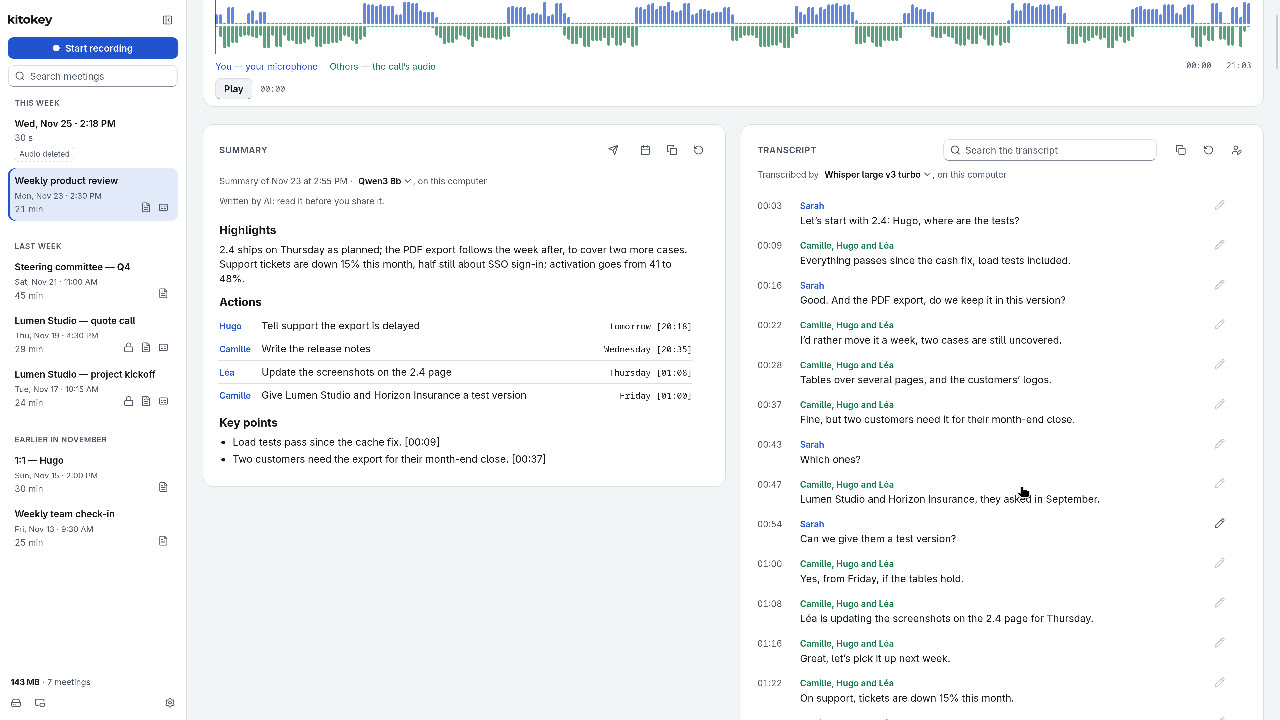 kitokey
Start recording
Search meetings
THIS WEEK
Wed, Nov 25 · 2:18 PM
30 s
Audio deleted
Weekly product review
Mon, Nov 23 · 2:30 PM
21 min
LAST WEEK
Steering committee — Q4
Sat, Nov 21 · 11:00 AM
45 min
Lumen Studio — quote call
Thu, Nov 19 · 4:30 PM
29 min
Lumen Studio — project kickoff
Tue, Nov 17 · 10:15 AM
24 min
EARLIER IN NOVEMBER
1:1 — Hugo
Sun, Nov 15 · 2:00 PM
30 min
Weekly team check-in
Fri, Nov 13 · 9:30 AM
25 min
143 MB · 7 meetings
You — your microphone Others — the call's audio 00:00 21:03
Play 00:00
SUMMARY
Summary of Nov 23 at 2:55 PM · Qwen3 8b , on this computer
Written by AI: read it before you share it.
Highlights
2.4 ships on Thursday as planned; the PDF export follows the week after, to cover two more cases.
Support tickets are down 15% this month, half still about SSO sign-in; activation goes from 41 to
48%.
Actions
Hugo Tell support the export is delayed tomorrow [20:18]
Camille Write the release notes Wednesday [20:35]
Léa Update the screenshots on the 2.4 page Thursday [01:08]
Camille Give Lumen Studio and Horizon Insurance a test version Friday [01:00]
Key points
• Load tests pass since the cache fix. [00:09]
• Two customers need the export for their month-end close. [00:37]
TRANSCRIPT
Search the transcript
Transcribed by Whisper large v3 turbo , on this computer
00:03 Sarah
Let's start with 2.4: Hugo, where are the tests?
00:09 Camille, Hugo and Léa
Everything passes since the cash fix, load tests included.
00:16 Sarah
Good. And the PDF export, do we keep it in this version?
00:22 Camille, Hugo and Léa
I'd rather move it a week, two cases are still uncovered.
00:28 Camille, Hugo and Léa
Tables over several pages, and the customers' logos.
00:37 Camille, Hugo and Léa
Fine, but two customers need it for their month-end close.
00:43 Sarah
Which ones?
00:47 Camille, Hugo and Léa
Lumen Studio and Horizon Insurance, they asked in September.
00:54 Sarah
Can we give them a test version?
01:00 Camille, Hugo and Léa
Yes, from Friday, if the tables hold.
01:08 Camille, Hugo and Léa
Léa is updating the screenshots on the 2.4 page for Thursday.
01:16 Camille, Hugo and Léa
Great, let's pick it up next week.
01:22 Camille, Hugo and Léa
On support, tickets are down 15% this month.